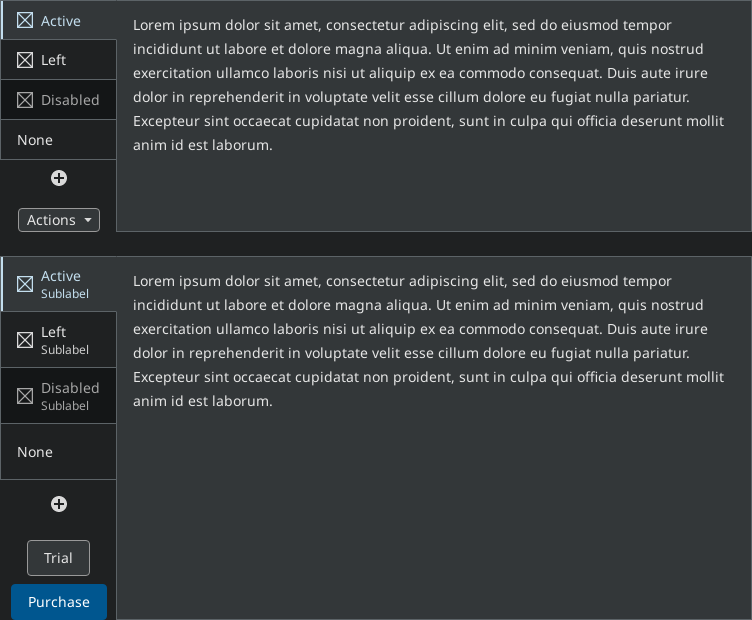 Active
Left
Disabled
None
Actions
Lorem ipsum dolor sit amet, consectetur adipiscing elit, sed do eiusmod tempor
incididunt ut labore et dolore magna aliqua. Ut enim ad minim veniam, quis nostrud
exercitation ullamco laboris nisi ut aliquip ex ea commodo consequat. Duis aute irure
dolor in reprehenderit in voluptate velit esse cillum dolore eu fugiat nulla pariatur.
Excepteur sint occaecat cupidatat non proident, sunt in culpa qui officia deserunt mollit
anim id est laborum.
Active
Sublabel
Left
Sublabel
Disabled
Sublabel
None
Trial
Purchase
Lorem ipsum dolor sit amet, consectetur adipiscing elit, sed do eiusmod tempor
incididunt ut labore et dolore magna aliqua. Ut enim ad minim veniam, quis nostrud
exercitation ullamco laboris nisi ut aliquip ex ea commodo consequat. Duis aute irure
dolor in reprehenderit in voluptate velit esse cillum dolore eu fugiat nulla pariatur.
Excepteur sint occaecat cupidatat non proident, sunt in culpa qui officia deserunt mollit
anim id est laborum.